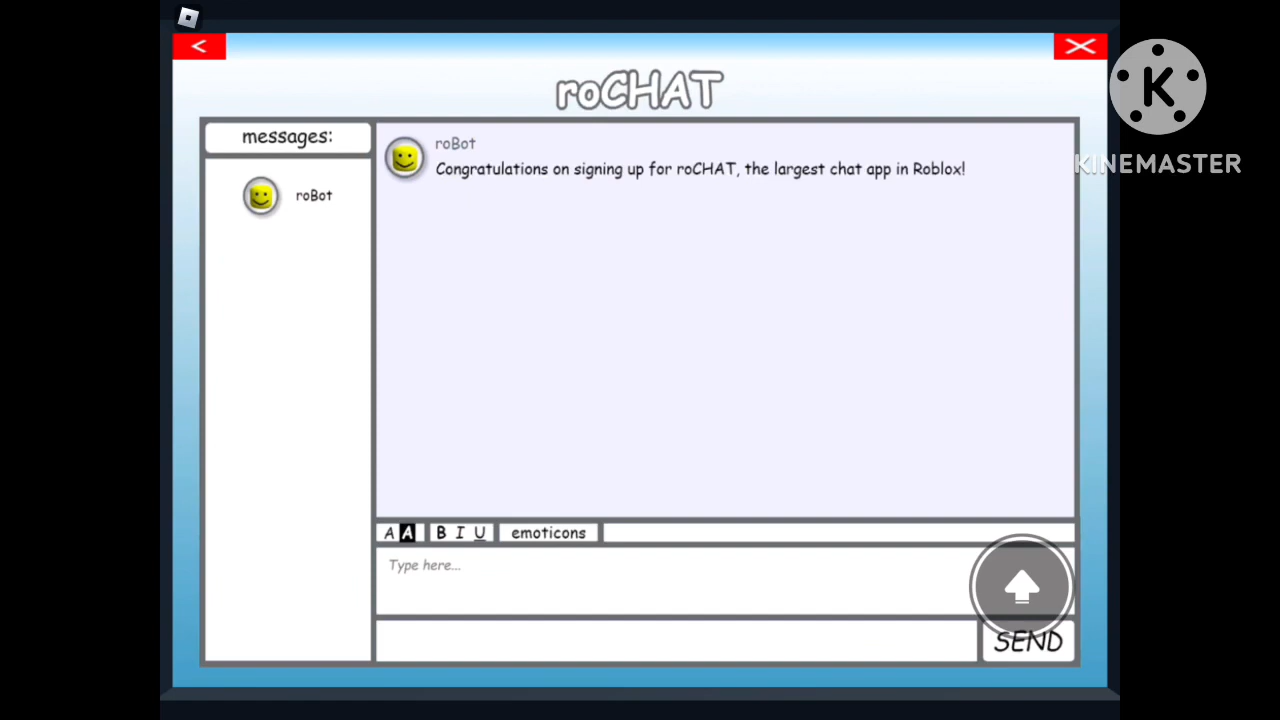 <
roCHAT
K
KINEMASTER
messages:
roBot
roBot
Congratulations on signing up for roCHAT, the largest chat app in Roblox!
A A B I U emoticons
Type here...
SEND